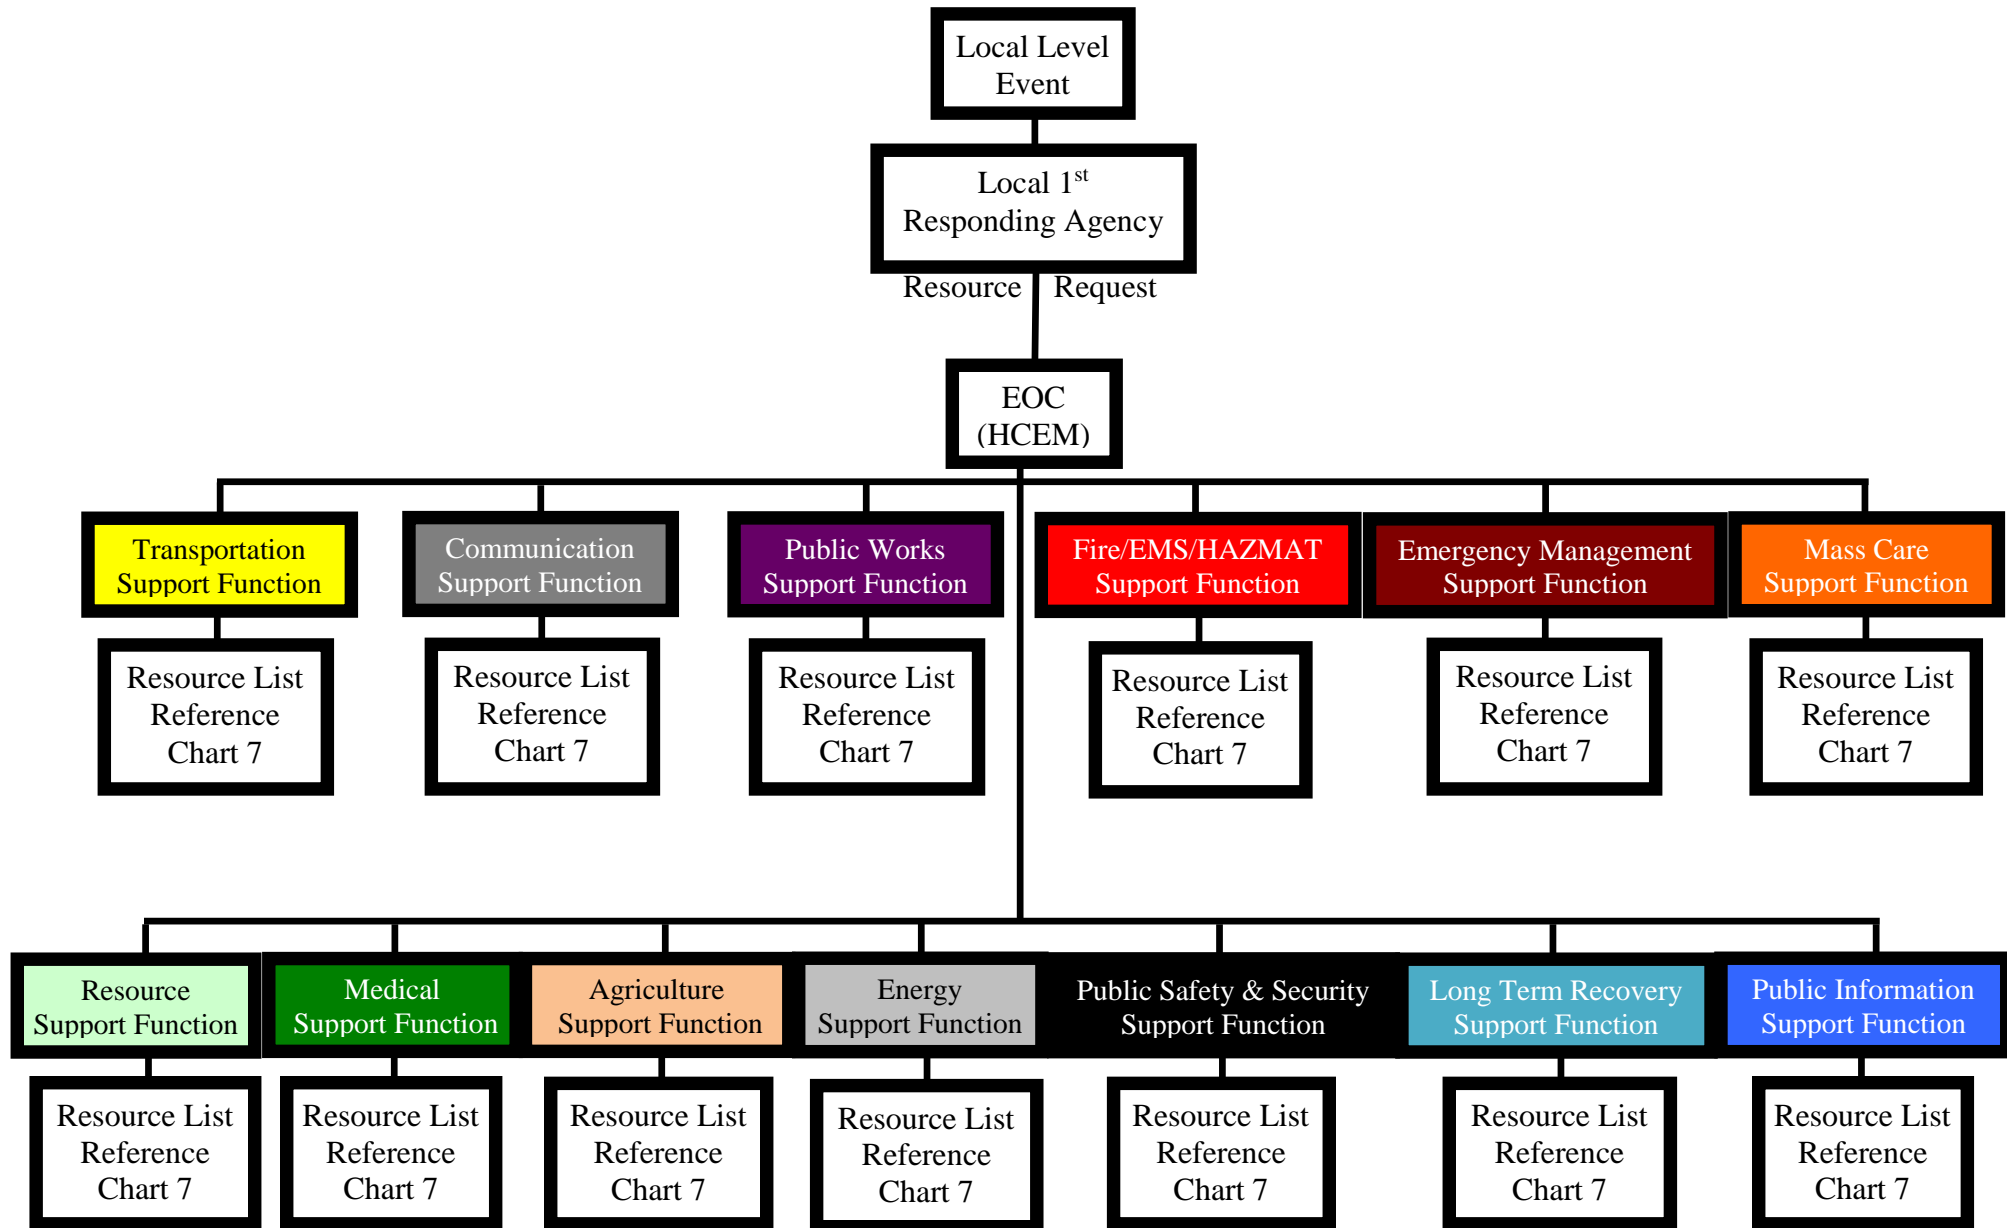 Local Level
Event
Local 1st
Responding Agency
Resource Request
EOC
(HCEM)
Transportation
Support Function
Communication
Support Function
Public Works
Support Function
Fire/EMS/HAZMAT
Support Function
Emergency Management
Support Function
Mass Care
Support Function
Resource List
Reference
Chart 7
Resource List
Reference
Chart 7
Resource List
Reference
Chart 7
Resource List
Reference
Chart 7
Resource List
Reference
Chart 7
Resource List
Reference
Chart 7
Resource
Support Function
Medical
Support Function
Agriculture
Support Function
Energy
Support Function
Public Safety & Security
Support Function
Long Term Recovery
Support Function
Public Information
Support Function
Resource List
Reference
Chart 7
Resource List
Reference
Chart 7
Resource List
Reference
Chart 7
Resource List
Reference
Chart 7
Resource List
Reference
Chart 7
Resource List
Reference
Chart 7
Resource List
Reference
Chart 7